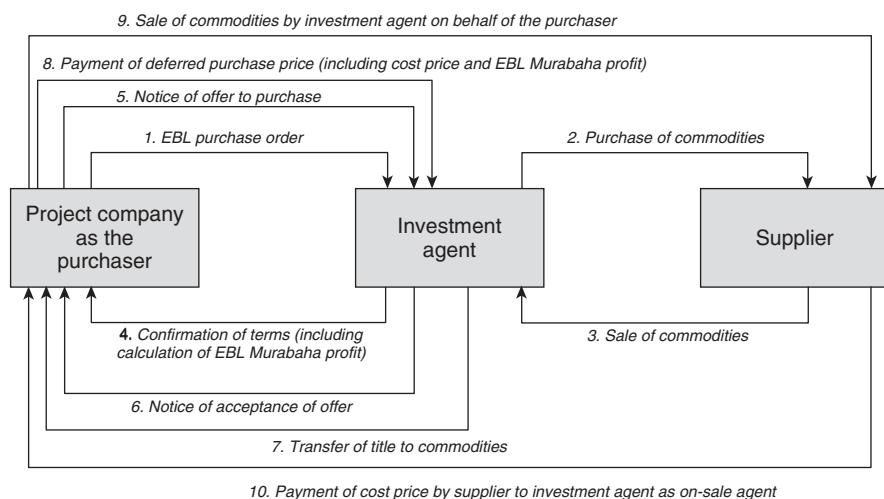 9. Sale of commodities by investment agent on behalf of the purchaser
8. Payment of deferred purchase price (including cost price and EBL Murabaha profit)
5. Notice of offer to purchase
1. EBL purchase order
2. Purchase of commodities
Project company
as the
purchaser
Investment
agent
Supplier
4. Confirmation of terms (including
calculation of EBL Murabaha profit)
3. Sale of commodities
6. Notice of acceptance of offer
7. Transfer of title to commodities
10. Payment of cost price by supplier to investment agent as on-sale agent